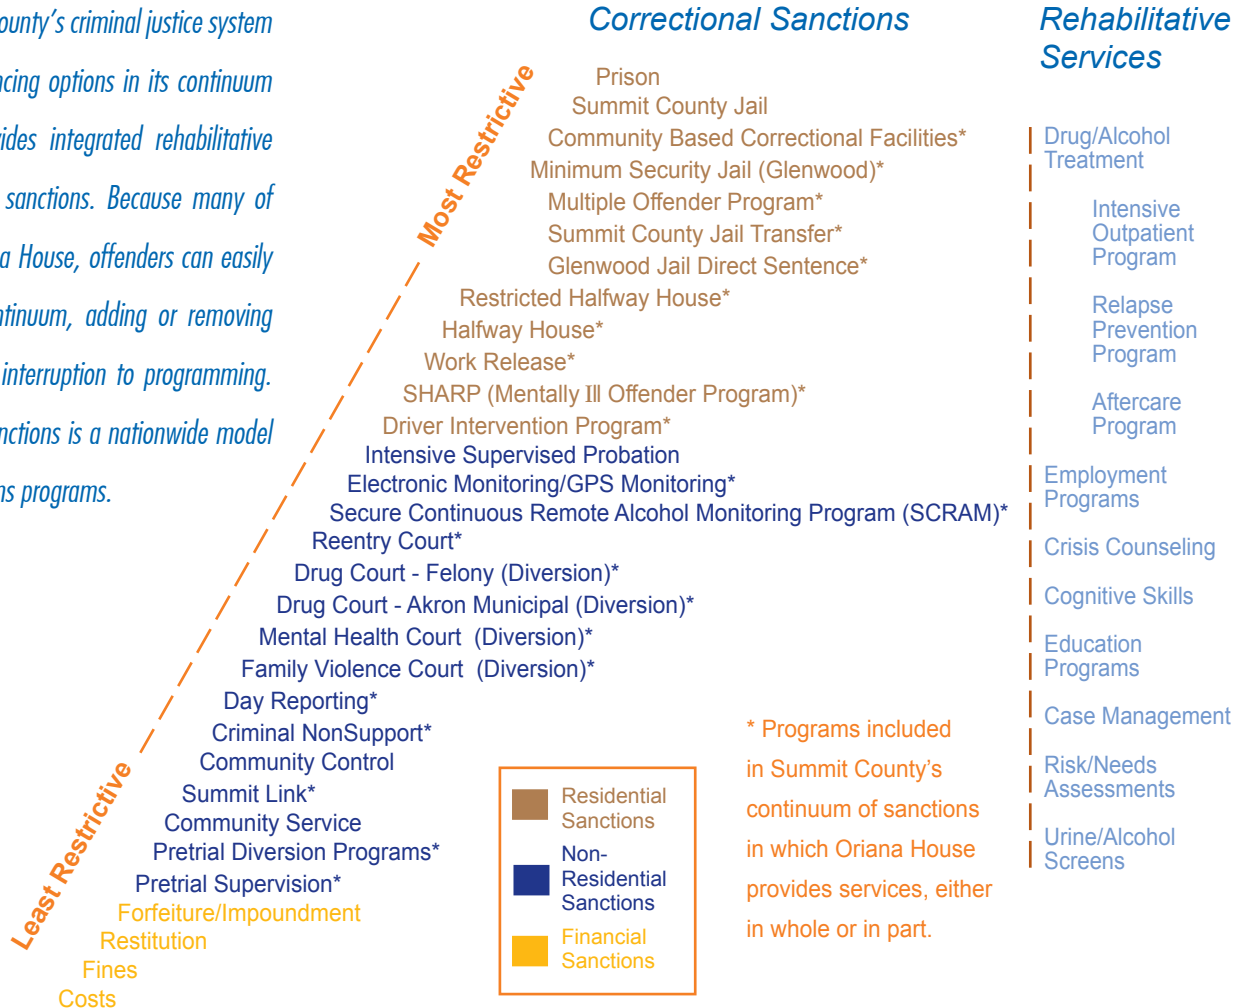 ounty's criminal justice system
ncing options in its continuum
vides integrated rehabilitative
sanctions. Because many of
a House, offenders can easily
ntinuum, adding or removing
interruption to programming.
nctions is a nationwide model
ns programs.
Correctional Sanctions
Most Restrictive
Least Restrictive
Prison
Summit County Jail
Community Based Correctional Facilities*
Minimum Security Jail (Glenwood)*
Multiple Offender Program*
Summit County Jail Transfer*
Glenwood Jail Direct Sentence*
Restricted Halfway House*
Halfway House*
Work Release*
SHARP (Mentally Ill Offender Program)*
Driver Intervention Program*
Intensive Supervised Probation
Electronic Monitoring/GPS Monitoring*
Secure Continuous Remote Alcohol Monitoring Program (SCRAM)*
Reentry Court*
Drug Court - Felony (Diversion)*
Drug Court - Akron Municipal (Diversion)*
Mental Health Court (Diversion)*
Family Violence Court (Diversion)*
Day Reporting*
Criminal NonSupport*
Community Control
Summit Link*
Community Service
Pretrial Diversion Programs*
Pretrial Supervision*
Forfeiture/Impoundment
Restitution
Fines
Costs
Residential
Sanctions
Non-
Residential
Sanctions
Financial
Sanctions
* Programs included
in Summit County's
continuum of sanctions
in which Oriana House
provides services, either
in whole or in part.
Rehabilitative
Services
Drug/Alcohol
Treatment
Intensive
Outpatient
Program
Relapse
Prevention
Program
Aftercare
Program
Employment
Programs
Crisis Counseling
Cognitive Skills
Education
Programs
Case Management
Risk/Needs
Assessments
Urine/Alcohol
Screens